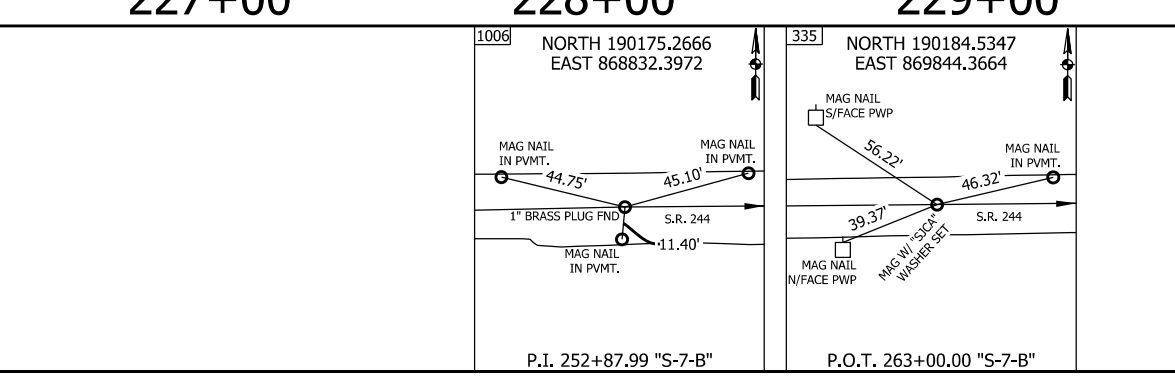 227+00
228+00
229+00
1006
NORTH 190175.2666
EAST 868832.3972
MAG NAIL
IN PVMT.
MAG NAIL
IN PVMT.
44.75'
45.10'
1" BRASS PLUG FND
S.R. 244
11.40'
MAG NAIL
IN PVMT.
P.I. 252+87.99 "S-7-B"
335
NORTH 190184.5347
EAST 869844.3664
MAG NAIL
S/FACE PWP
56.22'
MAG NAIL
IN PVMT.
46.32'
39.37'
S.R. 244
MAG W/ "SJCA"
WASHER SET
MAG NAIL
N/FACE PWP
P.O.T. 263+00.00 "S-7-B"